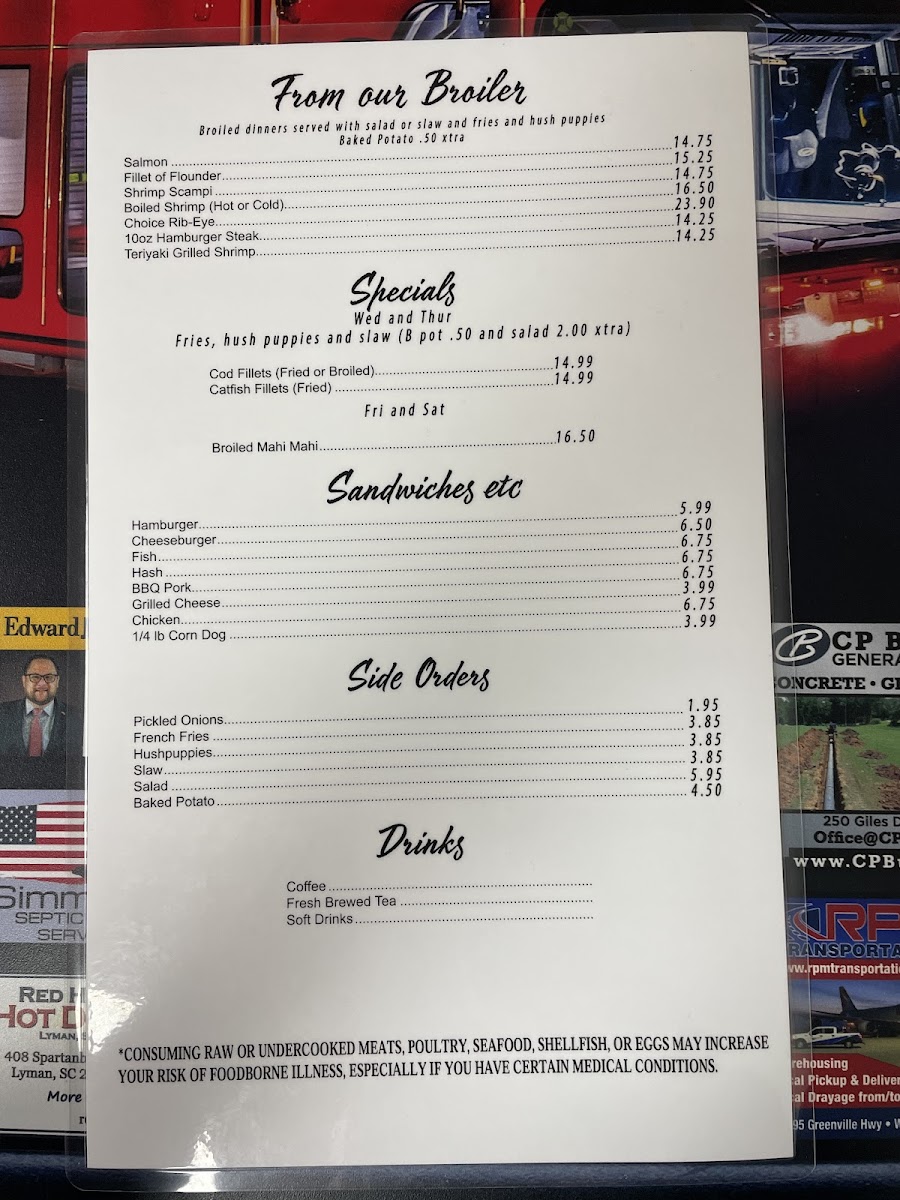 From our Broiler
Broiled dinners served with salad or slaw and fries and hush puppies
Baked Potato .50 xtra
Salmon 14.75
Fillet of Flounder 15.25
Shrimp Scampi 14.75
Boiled Shrimp (Hot or Cold) 16.50
Choice Rib-Eye 23.90
10oz Hamburger Steak 14.25
Teriyaki Grilled Shrimp 14.25
Specials
Wed and Thur
Fries, hush puppies and slaw (B pot .50 and salad 2.00 xtra)
Cod Fillets (Fried or Broiled) 14.99
Catfish Fillets (Fried) 14.99
Fri and Sat
Broiled Mahi Mahi 16.50
Sandwiches etc
Hamburger 5.99
Cheeseburger 6.50
Fish 6.75
Hash 6.75
BBQ Pork 6.75
Grilled Cheese 3.99
Chicken 6.75
1/4 lb Corn Dog 3.99
Side Orders
Pickled Onions 1.95
French Fries 3.85
Hushpuppies 3.85
Slaw 3.85
Salad 5.95
Baked Potato 4.50
Drinks
Coffee
Fresh Brewed Tea
Soft Drinks
*CONSUMING RAW OR UNDERCOOKED MEATS, POULTRY, SEAFOOD, SHELLFISH, OR EGGS MAY INCREASE
YOUR RISK OF FOODBORNE ILLNESS, ESPECIALLY IF YOU HAVE CERTAIN MEDICAL CONDITIONS.
Edward
Simm
SEPTIC
SERV
RED H
HOT D
LYMAN,
408 Spartanb
Lyman, SC 2
More
B CP B
GENERA
CONCRETE • G
250 Giles D
Office@CP
www.CPBu
RP
TRANSPORTA
www.rpmtransportatio
rehousing
cal Pickup & Deliver
al Drayage from/to
95 Greenville Hwy • W